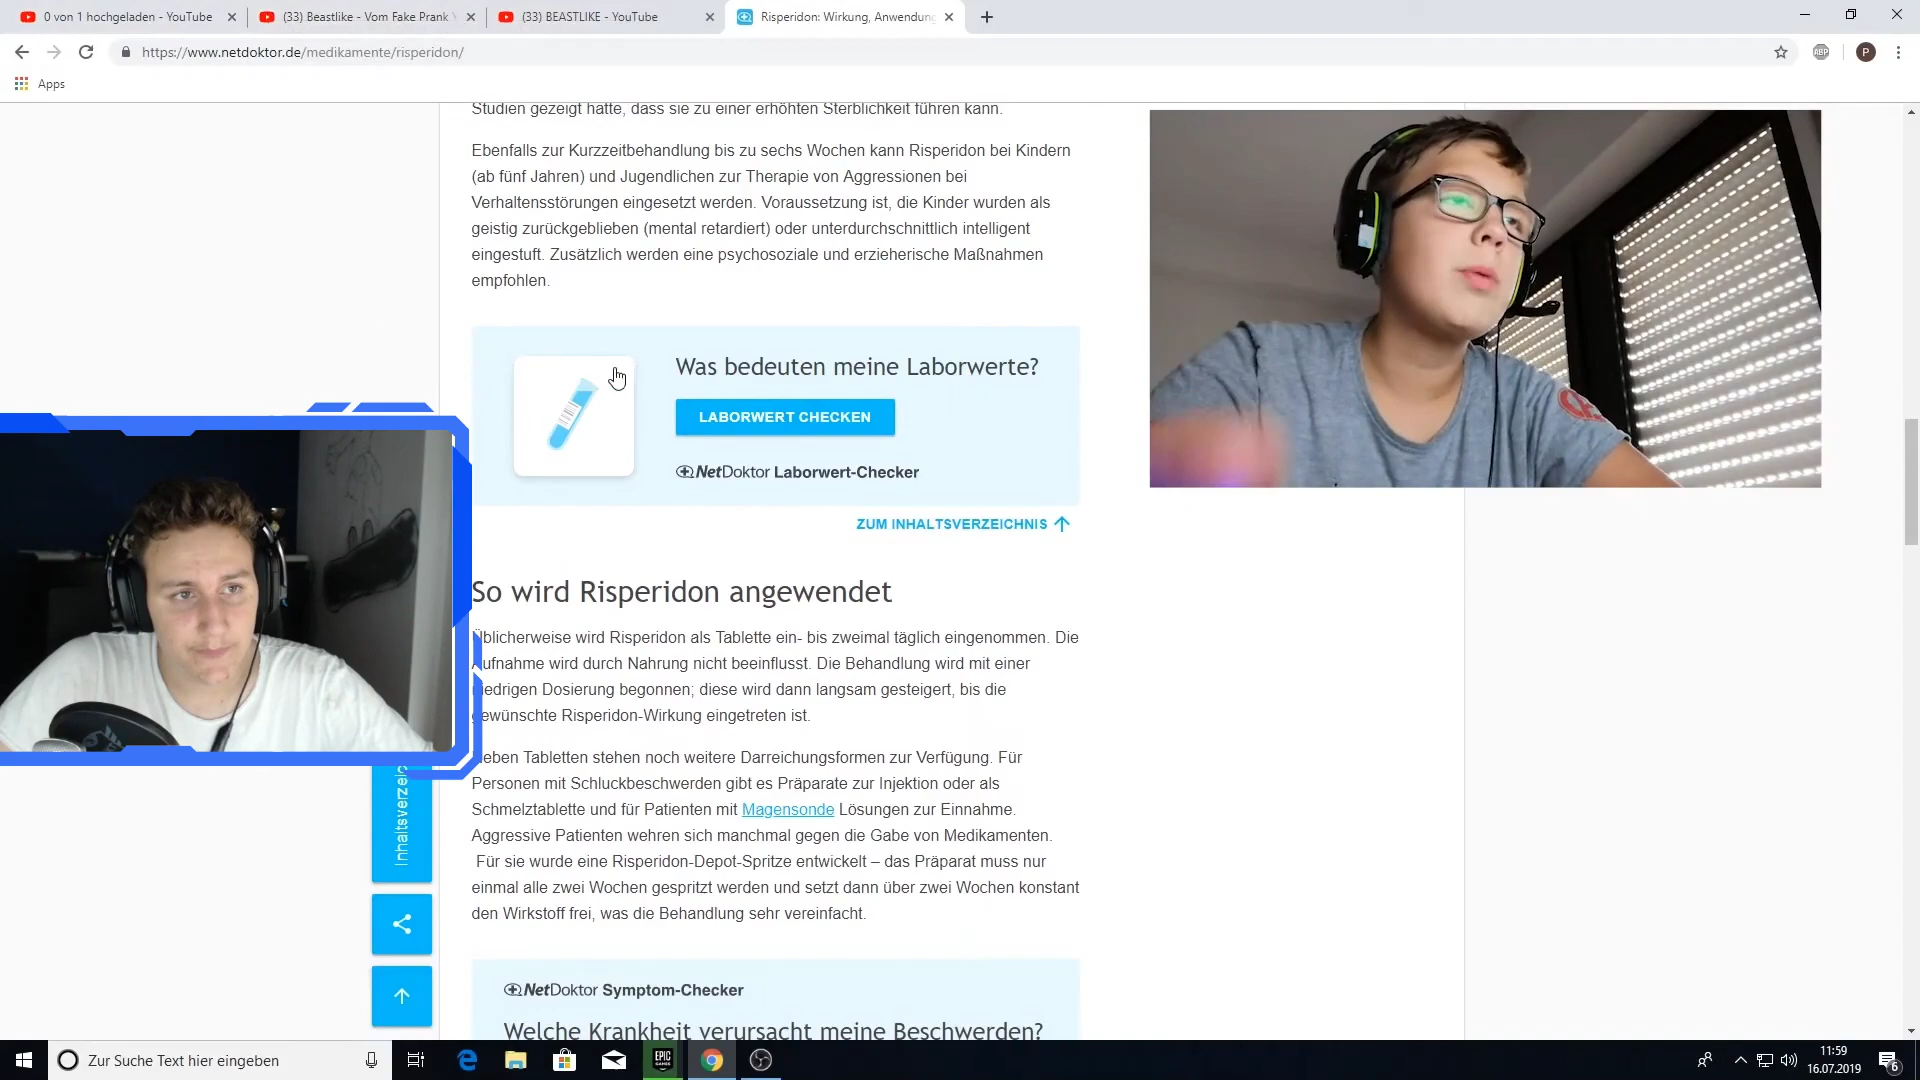 0 von 1 hochgeladen - YouTube
(33) Beastlike - Vom Fake Prank
(33) BEASTLIKE - YouTube
Risperidon: Wirkung, Anwendung
https://www.netdoktor.de/medikamente/risperidon/
ABP
P
Apps
Studien gezeigt hatte, dass sie zu einer erhöhten Sterblichkeit führen kann.
Ebenfalls zur Kurzzeitbehandlung bis zu sechs Wochen kann Risperidon bei Kindern
(ab fünf Jahren) und Jugendlichen zur Therapie von Aggressionen bei
Verhaltensstörungen eingesetzt werden. Voraussetzung ist, die Kinder wurden als
geistig zurückgeblieben (mental retardiert) oder unterdurchschnittlich intelligent
eingestuft. Zusätzlich werden eine psychosoziale und erzieherische Maßnahmen
empfohlen.
Was bedeuten meine Laborwerte?
LABORWERT CHECKEN
NetDoktor Laborwert-Checker
ZUM INHALTSVERZEICHNIS
So wird Risperidon angewendet
Üblicherweise wird Risperidon als Tablette ein- bis zweimal täglich eingenommen. Die
Aufnahme wird durch Nahrung nicht beeinflusst. Die Behandlung wird mit einer
niedrigen Dosierung begonnen; diese wird dann langsam gesteigert, bis die
gewünschte Risperidon-Wirkung eingetreten ist.
eben Tabletten stehen noch weitere Darreichungsformen zur Verfügung. Für
Personen mit Schluckbeschwerden gibt es Präparate zur Injektion oder als
Schmelztablette und für Patienten mit Magensonde Lösungen zur Einnahme.
Aggressive Patienten wehren sich manchmal gegen die Gabe von Medikamenten.
Für sie wurde eine Risperidon-Depot-Spritze entwickelt – das Präparat muss nur
einmal alle zwei Wochen gespritzt werden und setzt dann über zwei Wochen konstant
den Wirkstoff frei, was die Behandlung sehr vereinfacht.
Inhaltsverzeic
NetDoktor Symptom-Checker
Welche Krankheit verursacht meine Beschwerden?
Zur Suche Text hier eingeben
EPIC GAMES
11:59
16.07.2019
6